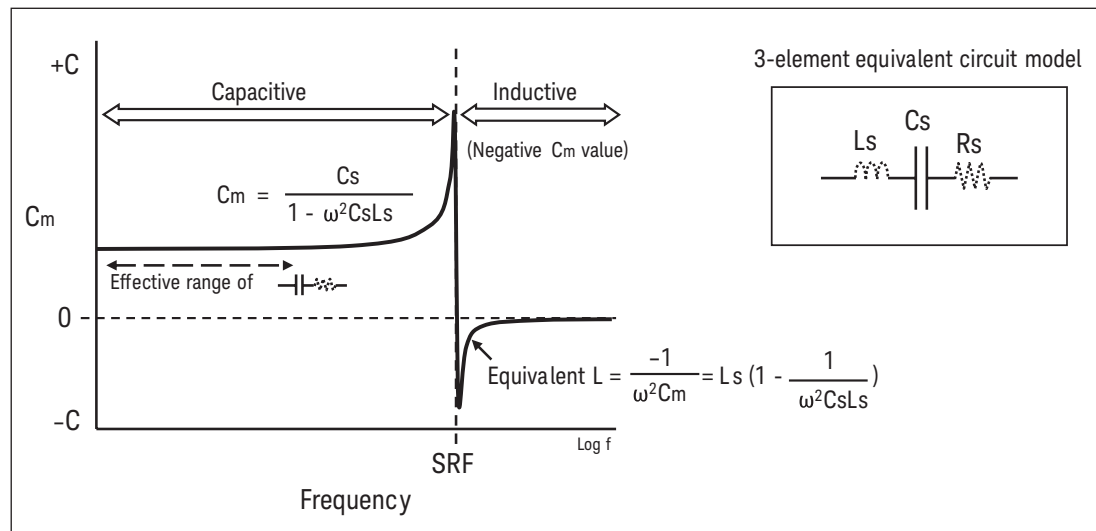 +C
Capacitive
Inductive
(Negative Cm value)
Cm = Cs / 1 - ω²CsLs
Cm
Effective range of
0
Equivalent L = −1 / ω²Cm = Ls (1 - 1 / ω²CsLs)
−C
Log f
SRF
Frequency
3-element equivalent circuit model
Ls Cs Rs